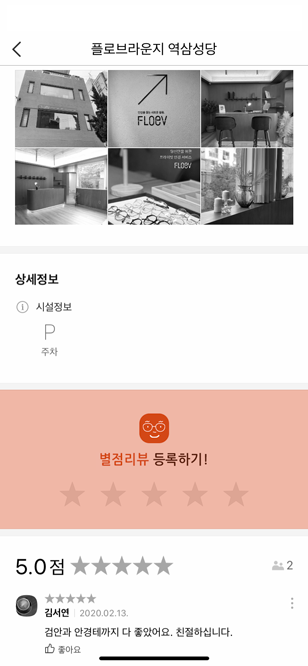 플로브라운지 역삼성당
FLOEV
FLOEV
상세정보
시설정보
P
주차
별점리뷰 등록하기!
5.0점
2
김서연 2020.02.13.
검안과 안경테까지 다 좋았어요. 친절하십니다.
좋아요